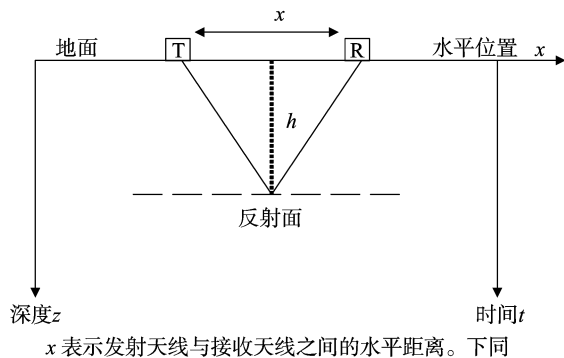 x
地面 T R 水平位置 x
h
反射面
深度z 时间t
x 表示发射天线与接收天线之间的水平距离。下同